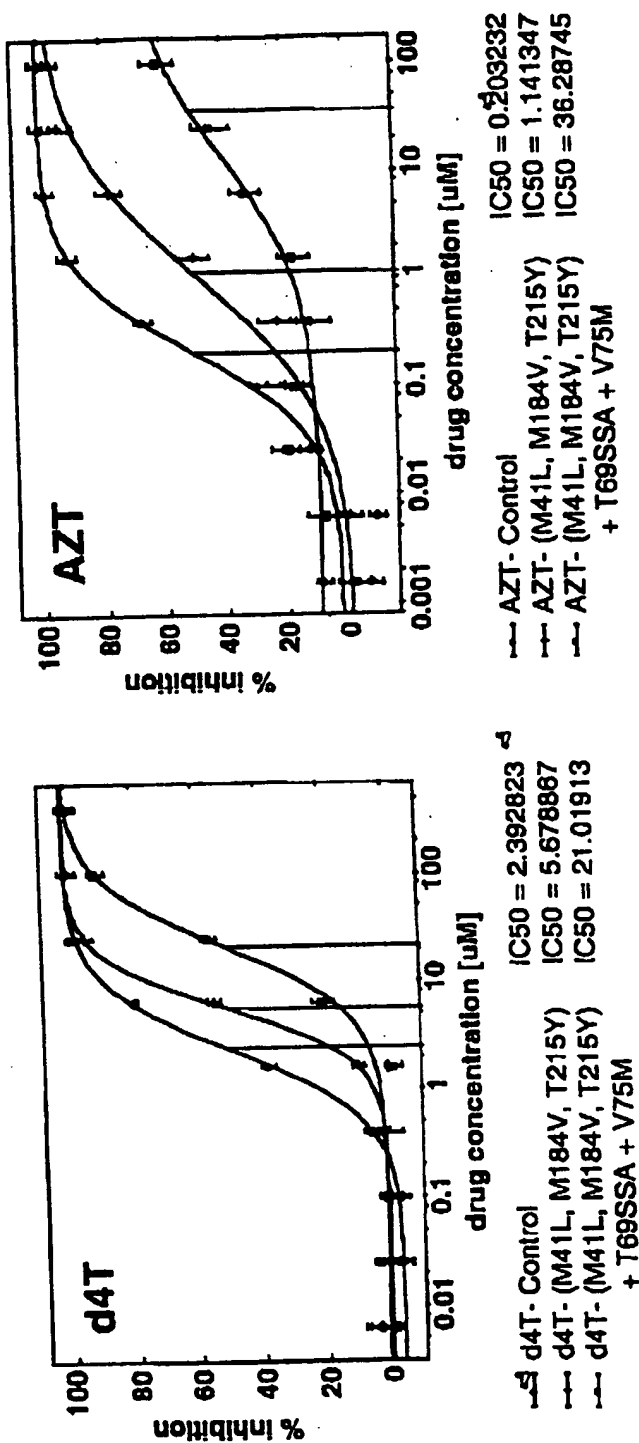 d4T
% inhibition
100
80
60
40
20
0
0.01
0.1
1
10
100
drug concentration [uM]
d4T- Control IC50 = 2.392823
d4T- (M41L, M184V, T215Y) IC50 = 5.678867
d4T- (M41L, M184V, T215Y) IC50 = 21.01913
+ T69SSA + V75M
AZT
% inhibition
100
80
60
40
20
0
0.001
0.01
0.1
1
10
100
drug concentration [uM]
AZT- Control IC50 = 0.203232
AZT- (M41L, M184V, T215Y) IC50 = 1.141347
AZT- (M41L, M184V, T215Y) IC50 = 36.28745
+ T69SSA + V75M